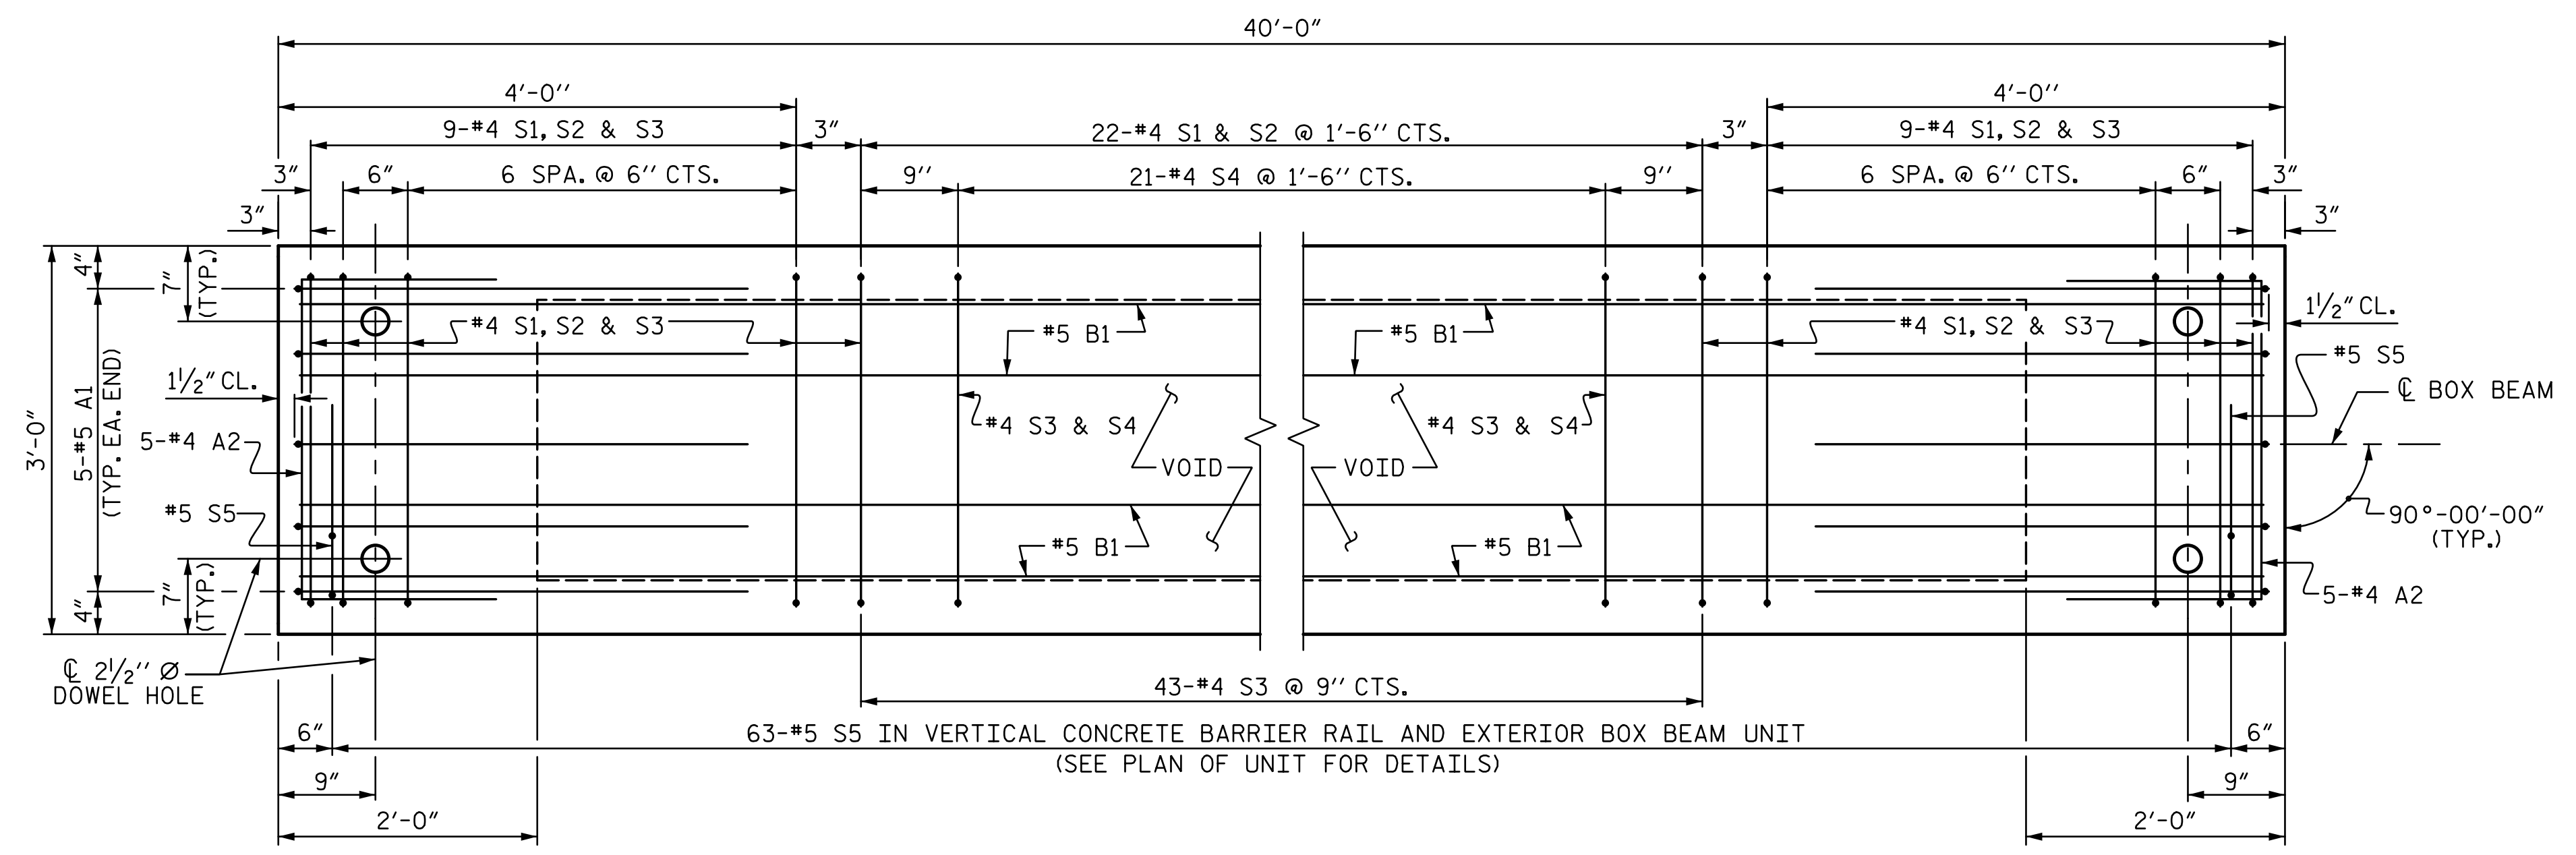 40'-0"
4'-0''
4'-0''
9-#4 S1, S2 & S3
3"
22-#4 S1 & S2 @ 1'-6'' CTS.
3"
9-#4 S1, S2 & S3
3"
6"
6 SPA. @ 6'' CTS.
9''
21-#4 S4 @ 1'-6" CTS.
9''
6 SPA. @ 6'' CTS.
6"
3"
3"
3"
4"
7"
(TYP.)
#4 S1, S2 & S3
#5 B1
#5 B1
#4 S1, S2 & S3
1½" CL.
#5 S5
1½" CL.
℄ BOX BEAM
3'-0"
5-#5 A1
(TYP. EA. END)
5-#4 A2
#4 S3 & S4
#4 S3 & S4
VOID
VOID
#5 S5
90°-00'-00"
(TYP.)
#5 B1
#5 B1
4"
7"
(TYP.)
5-#4 A2
℄ 2½'' Ø
DOWEL HOLE
43-#4 S3 @ 9'' CTS.
6"
63-#5 S5 IN VERTICAL CONCRETE BARRIER RAIL AND EXTERIOR BOX BEAM UNIT
6"
(SEE PLAN OF UNIT FOR DETAILS)
9"
9"
2'-0"
2'-0"